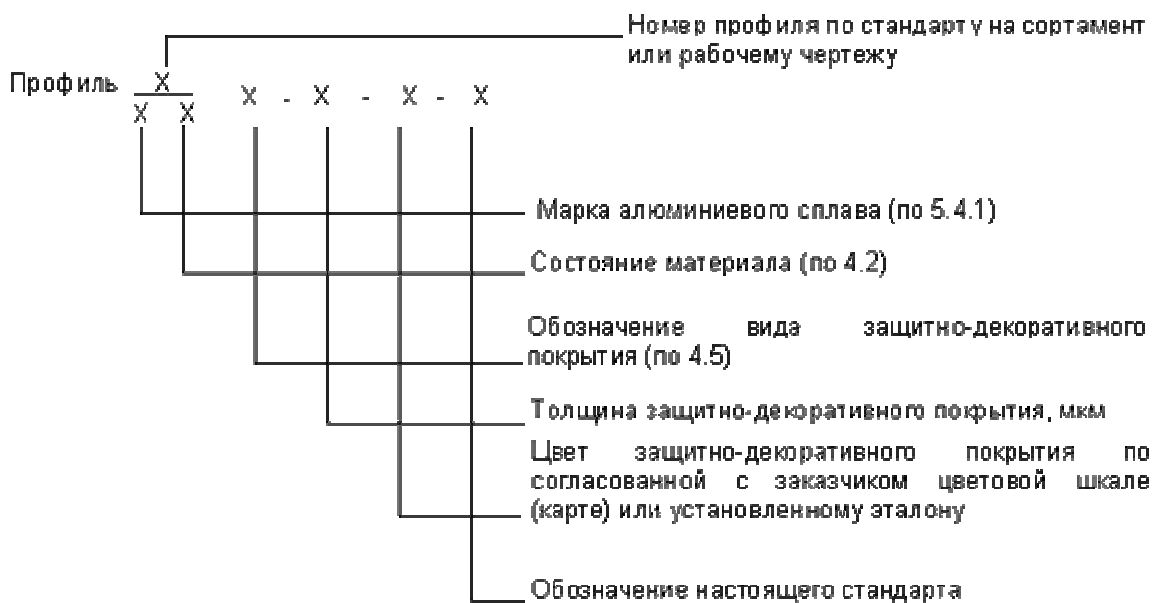 Номер профиля по стандарту на сортамент
или рабочему чертежу
Профиль X
X X X - X - X - X
Марка алюминиевого сплава (по 5.4.1)
Состояние материала (по 4.2)
Обозначение вида защитно-декоративного
покрытия (по 4.5)
Толщина защитно-декоративного покрытия, мкм
Цвет защитно-декоративного покрытия по
согласованной с заказчиком цветовой шкале
(карте) или установленному эталону
Обозначение настоящего стандарта